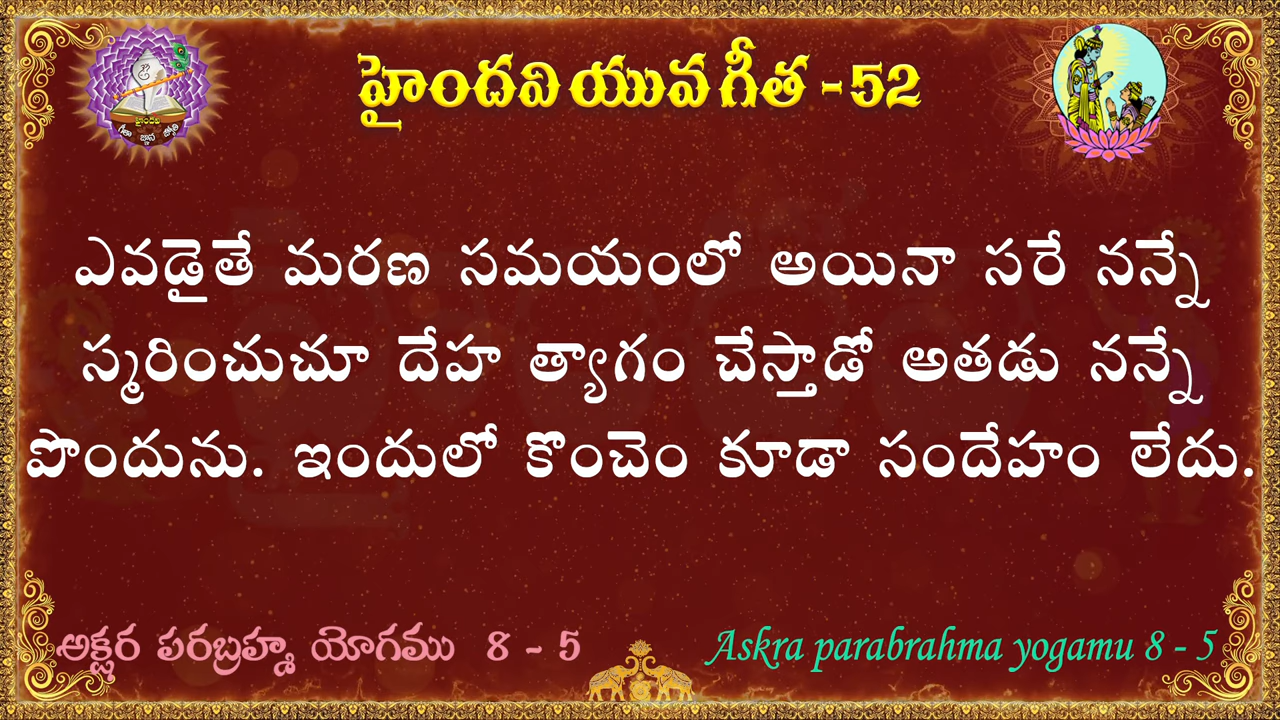 హైందవి యువ గీత - 52
హైందవి
గీతా జ్ఞాన జ్యోతి
ఎవడైతే మరణ సమయంలో అయినా సరే నన్నే
స్మరించుచూ దేహ త్యాగం చేస్తాడో అతడు నన్నే
పొందును. ఇందులో కొంచెం కూడా సందేహం లేదు.
అక్షర పరబ్రహ్మ యోగము 8 - 5
Askra parabrahma yogamu 8 - 5